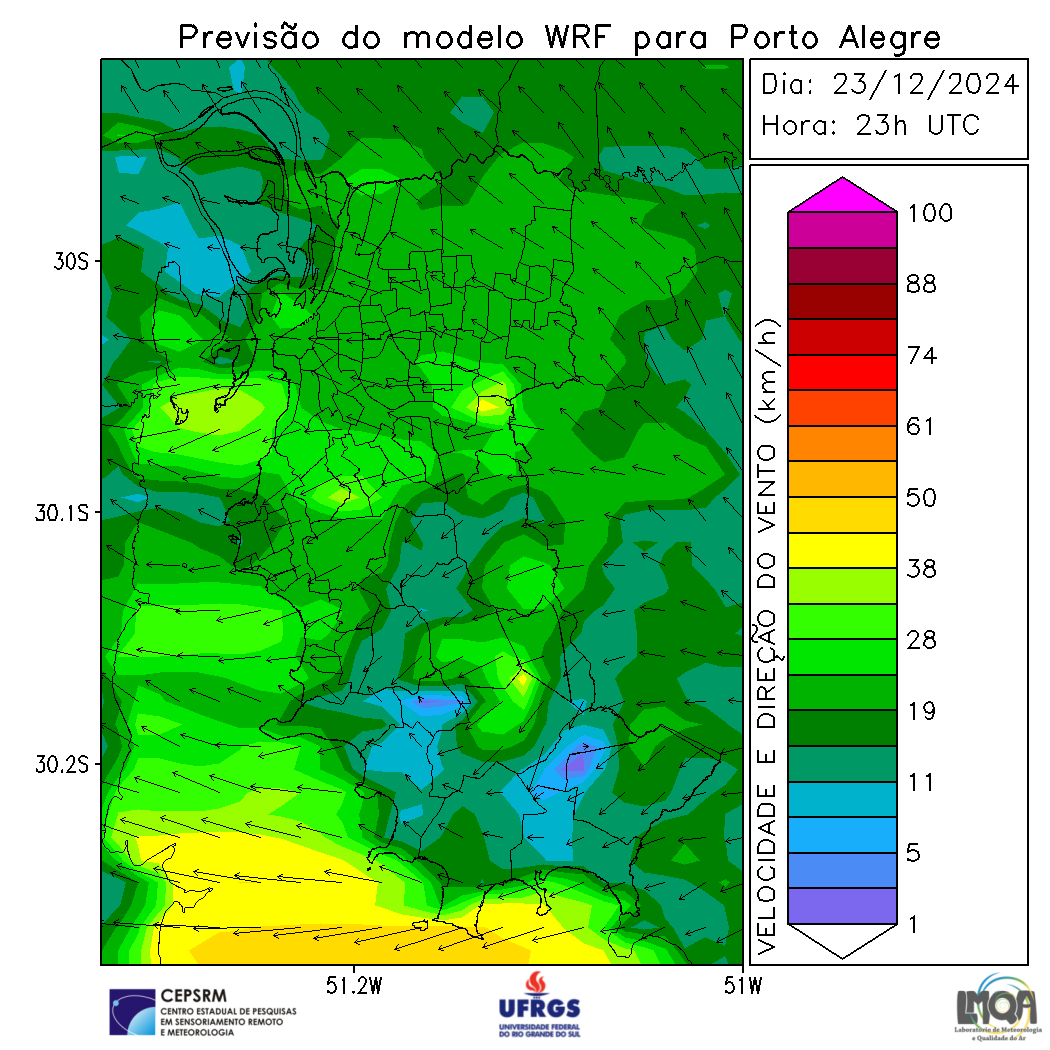 Previsão do modelo WRF para Porto Alegre
Dia: 23/12/2024
Hora: 23h UTC
30S
30.1S
30.2S
51.2W
51W
VELOCIDADE E DIREÇÃO DO VENTO (km/h)
100
88
74
61
50
38
28
19
11
5
1
CEPSRM
CENTRO ESTADUAL DE PESQUISAS
EM SENSORIAMENTO REMOTO
E METEOROLOGIA
UFRGS
UNIVERSIDADE FEDERAL
DO RIO GRANDE DO SUL
LMQA
Laboratório de Meteorologia
e Qualidade do Ar